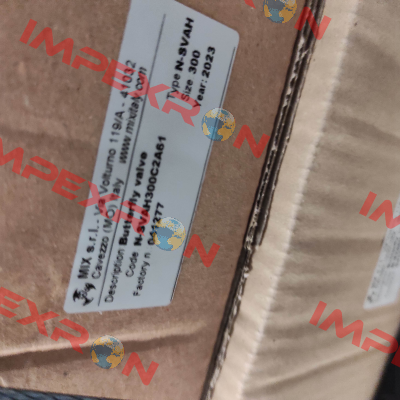 MIX s.r.l. - Via Volturno 119/A - 41032
Cavezzo (MO) Italy www.mixitaly.com
Description Butterfly valve Type N-SVAH
Code N-SVAH300C2A61 Size 300
Factory n. Year: 2023
IMPEXRON
IMPEXRON
IMPEXRON
IMPEXRON